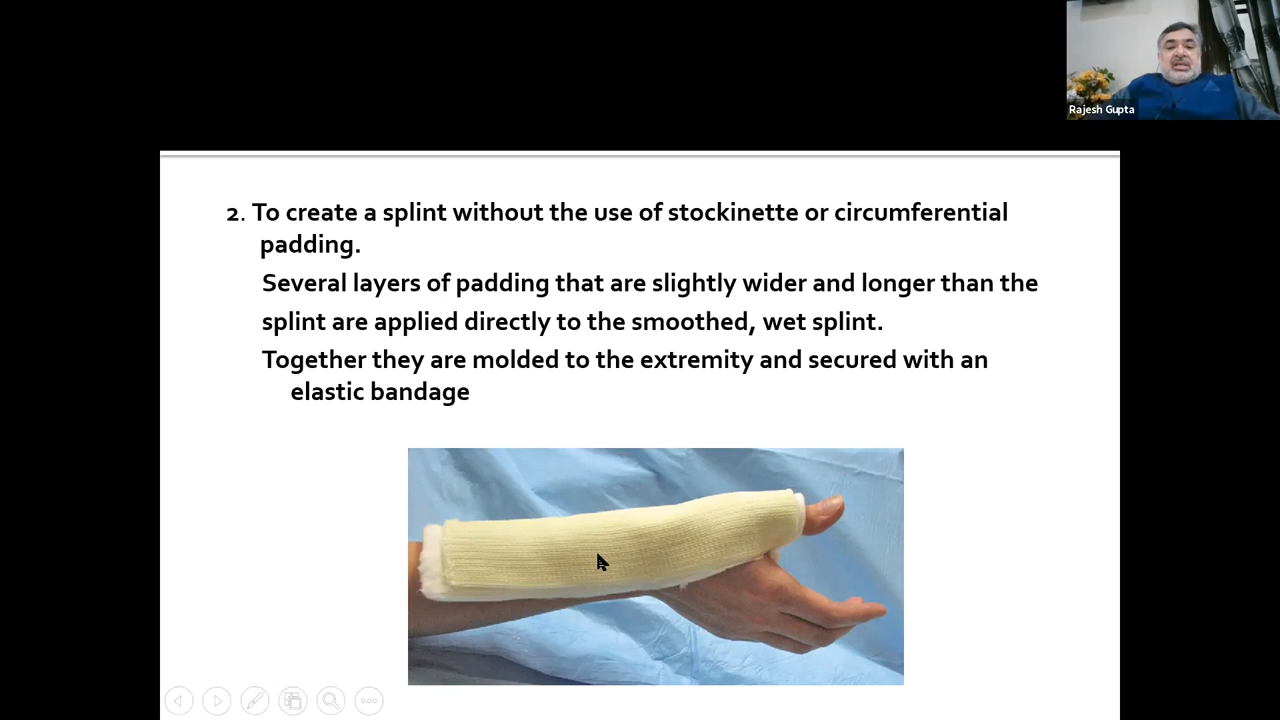 Rajesh Gupta
2. To create a splint without the use of stockinette or circumferential
padding.
Several layers of padding that are slightly wider and longer than the
splint are applied directly to the smoothed, wet splint.
Together they are molded to the extremity and secured with an
elastic bandage